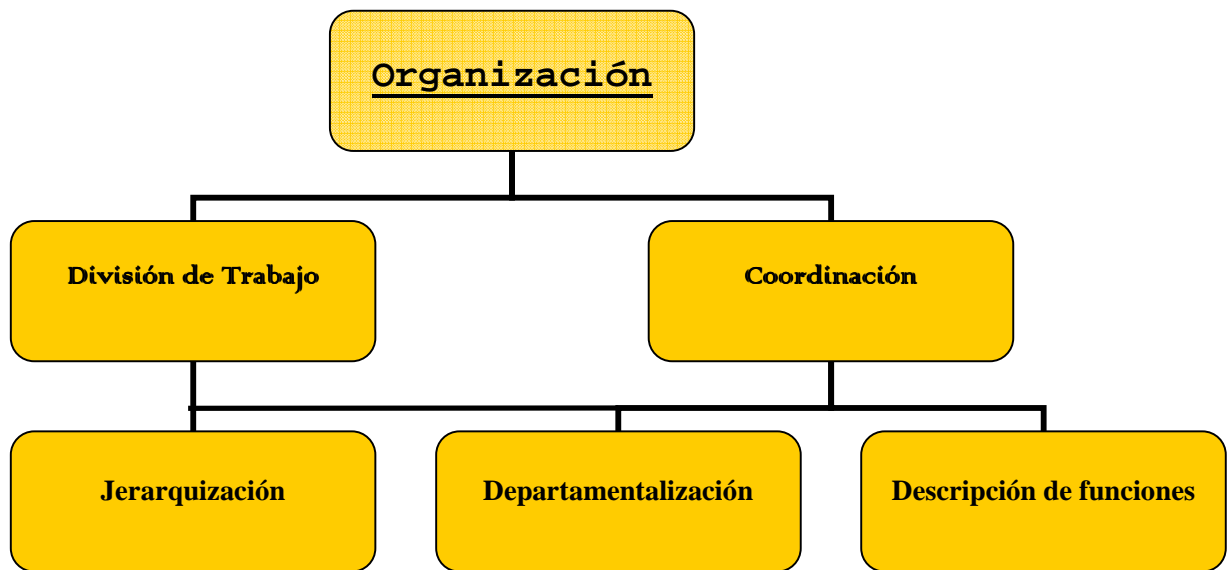 Organización
División de Trabajo
Coordinación
Jerarquización
Departamentalización
Descripción de funciones